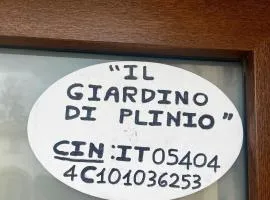 "IL
GIARDINO
DI PLINIO"
CIN:IT05404
4C101036253